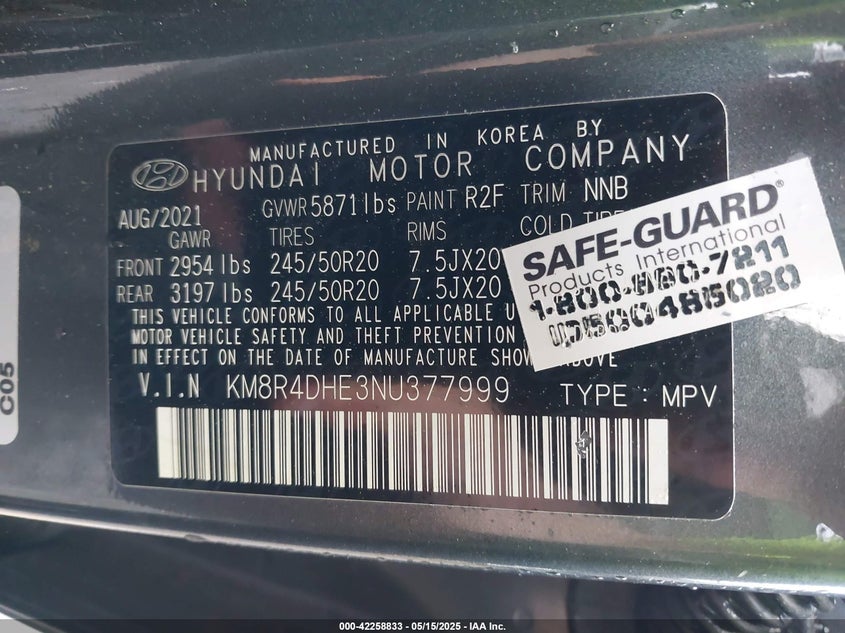 MANUFACTURED IN KOREA BY
HYUNDAI MOTOR COMPANY
AUG/2021 GVWR 5871 lbs PAINT R2F TRIM NNB
GAWR TIRES RIMS COLD
FRONT 2954 lbs 245/50R20 7.5JX20
REAR 3197 lbs 245/50R20 7.5JX20
THIS VEHICLE CONFORMS TO ALL APPLICABLE
MOTOR VEHICLE SAFETY AND THEFT PREVENTION
IN EFFECT ON THE DATE OF MANUFACTURE ABOVE
V.I.N KM8R4DHE3NU377999 TYPE : MPV
SAFE-GUARD®
Products International
C05
000-42258833 - 05/15/2025 - IAA Inc.